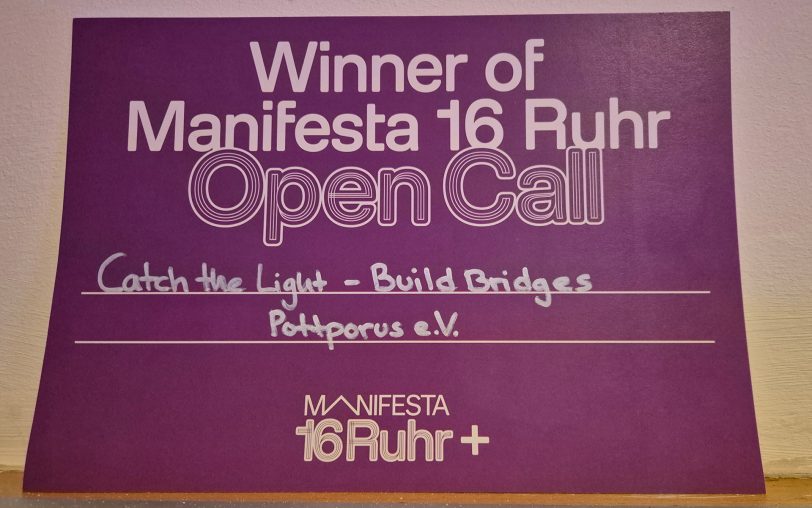 Winner of
Manifesta 16 Ruhr
Open Call
Catch the Light - Build Bridges
Pottporus e.V.
MANIFESTA
16 Ruhr +